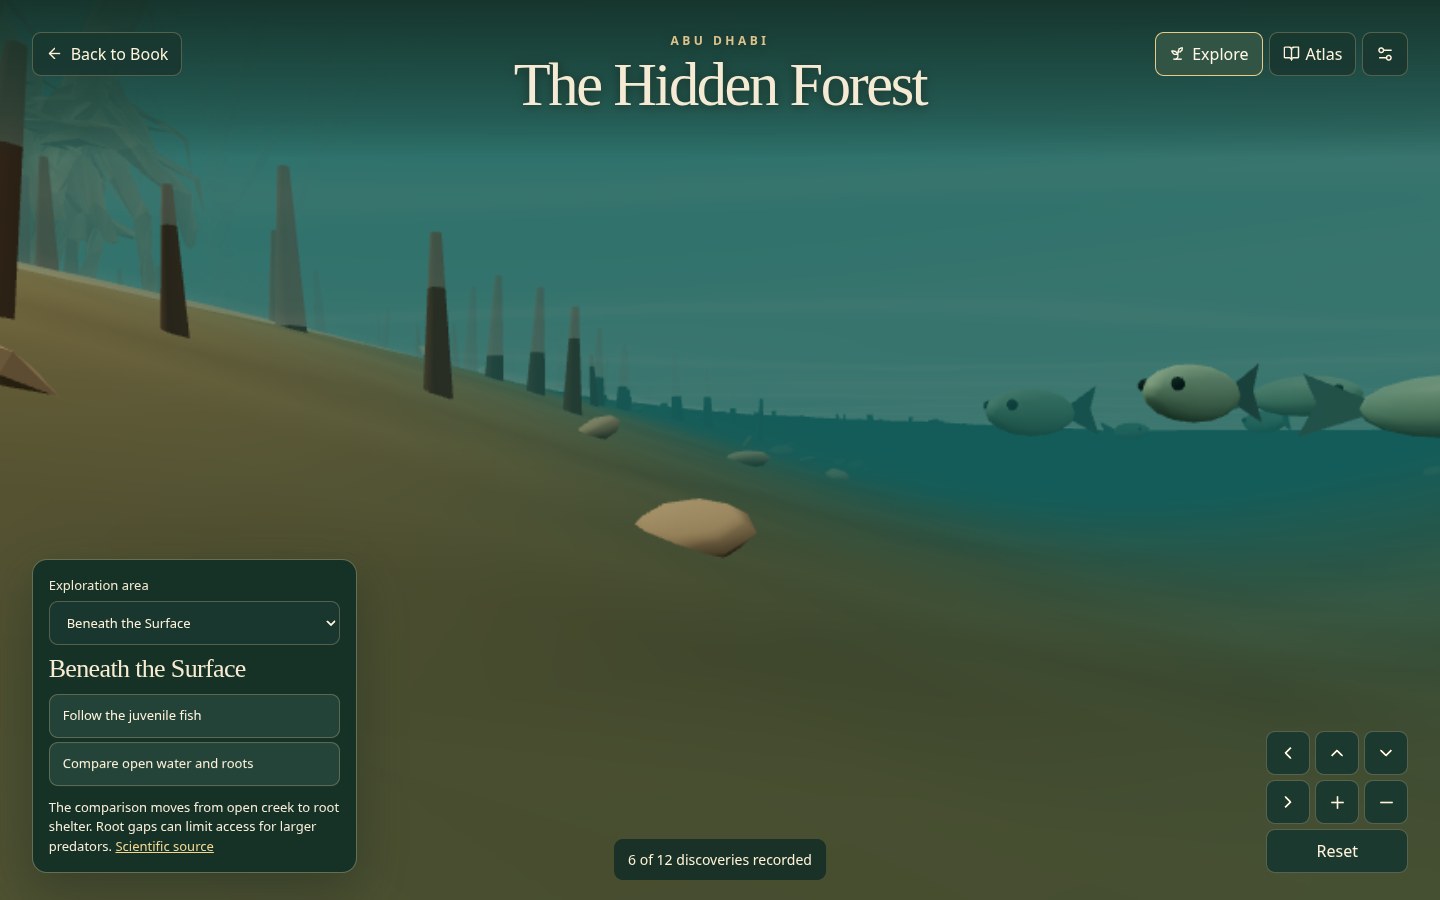 Back to Book
ABU DHABI
The Hidden Forest
Explore
Atlas
Exploration area
Beneath the Surface
Beneath the Surface
Follow the juvenile fish
Compare open water and roots
The comparison moves from open creek to root
shelter. Root gaps can limit access for larger
predators. Scientific source
6 of 12 discoveries recorded
Reset